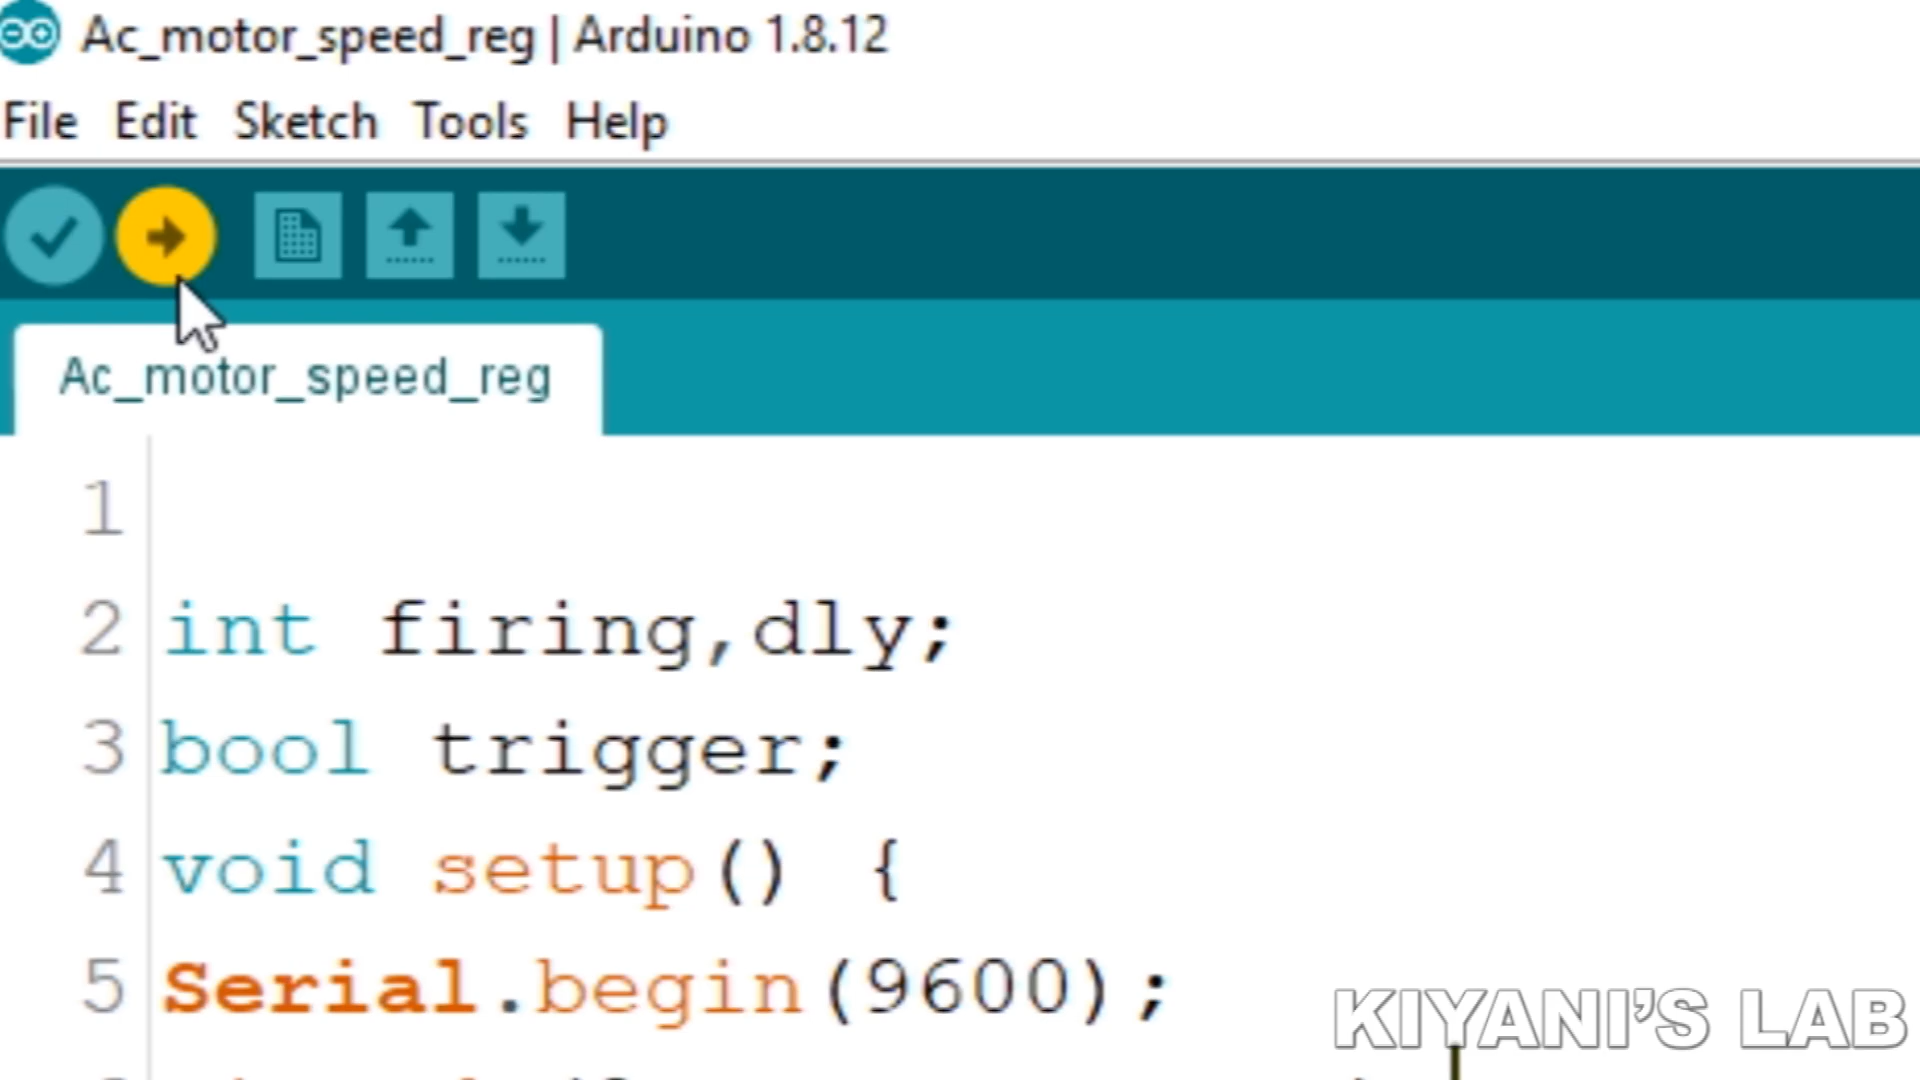 Ac_motor_speed_reg | Arduino 1.8.12
File Edit Sketch Tools Help
Ac_motor_speed_reg
1
2 int firing,dly;
3 bool trigger;
4 void setup() {
5 Serial.begin(9600);
KIYANI'S LAB